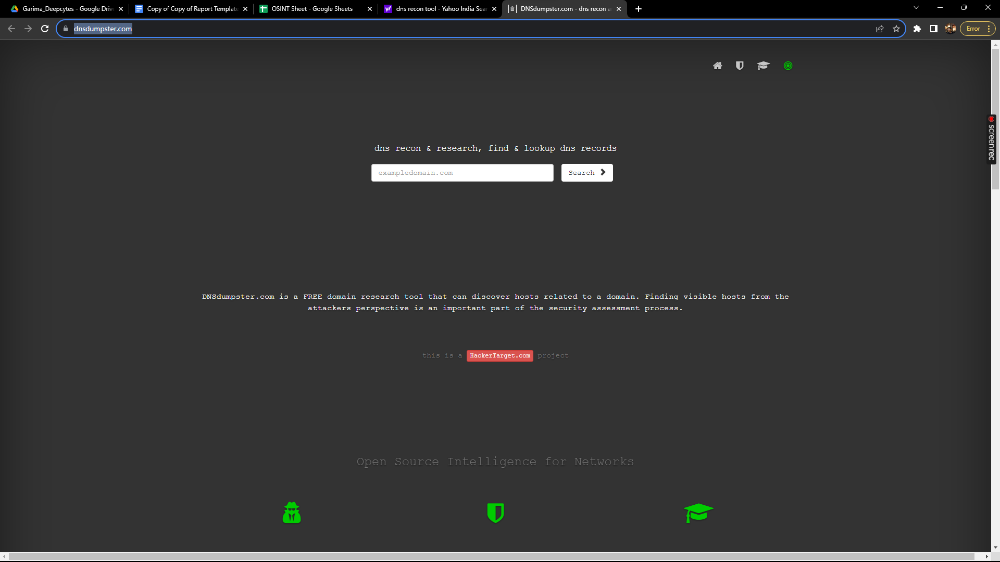 Garima_Deepcytes - Google Driv
Copy of Copy of Report Template
OSINT Sheet - Google Sheets
dns recon tool - Yahoo India Sea
DNSdumpster.com - dns recon a
dnsdumpster.com
Error
screenrec
dns recon & research, find & lookup dns records
exampledomain.com
Search
DNSdumpster.com is a FREE domain research tool that can discover hosts related to a domain. Finding visible hosts from the
attackers perspective is an important part of the security assessment process.
this is a HackerTarget.com project
Open Source Intelligence for Networks